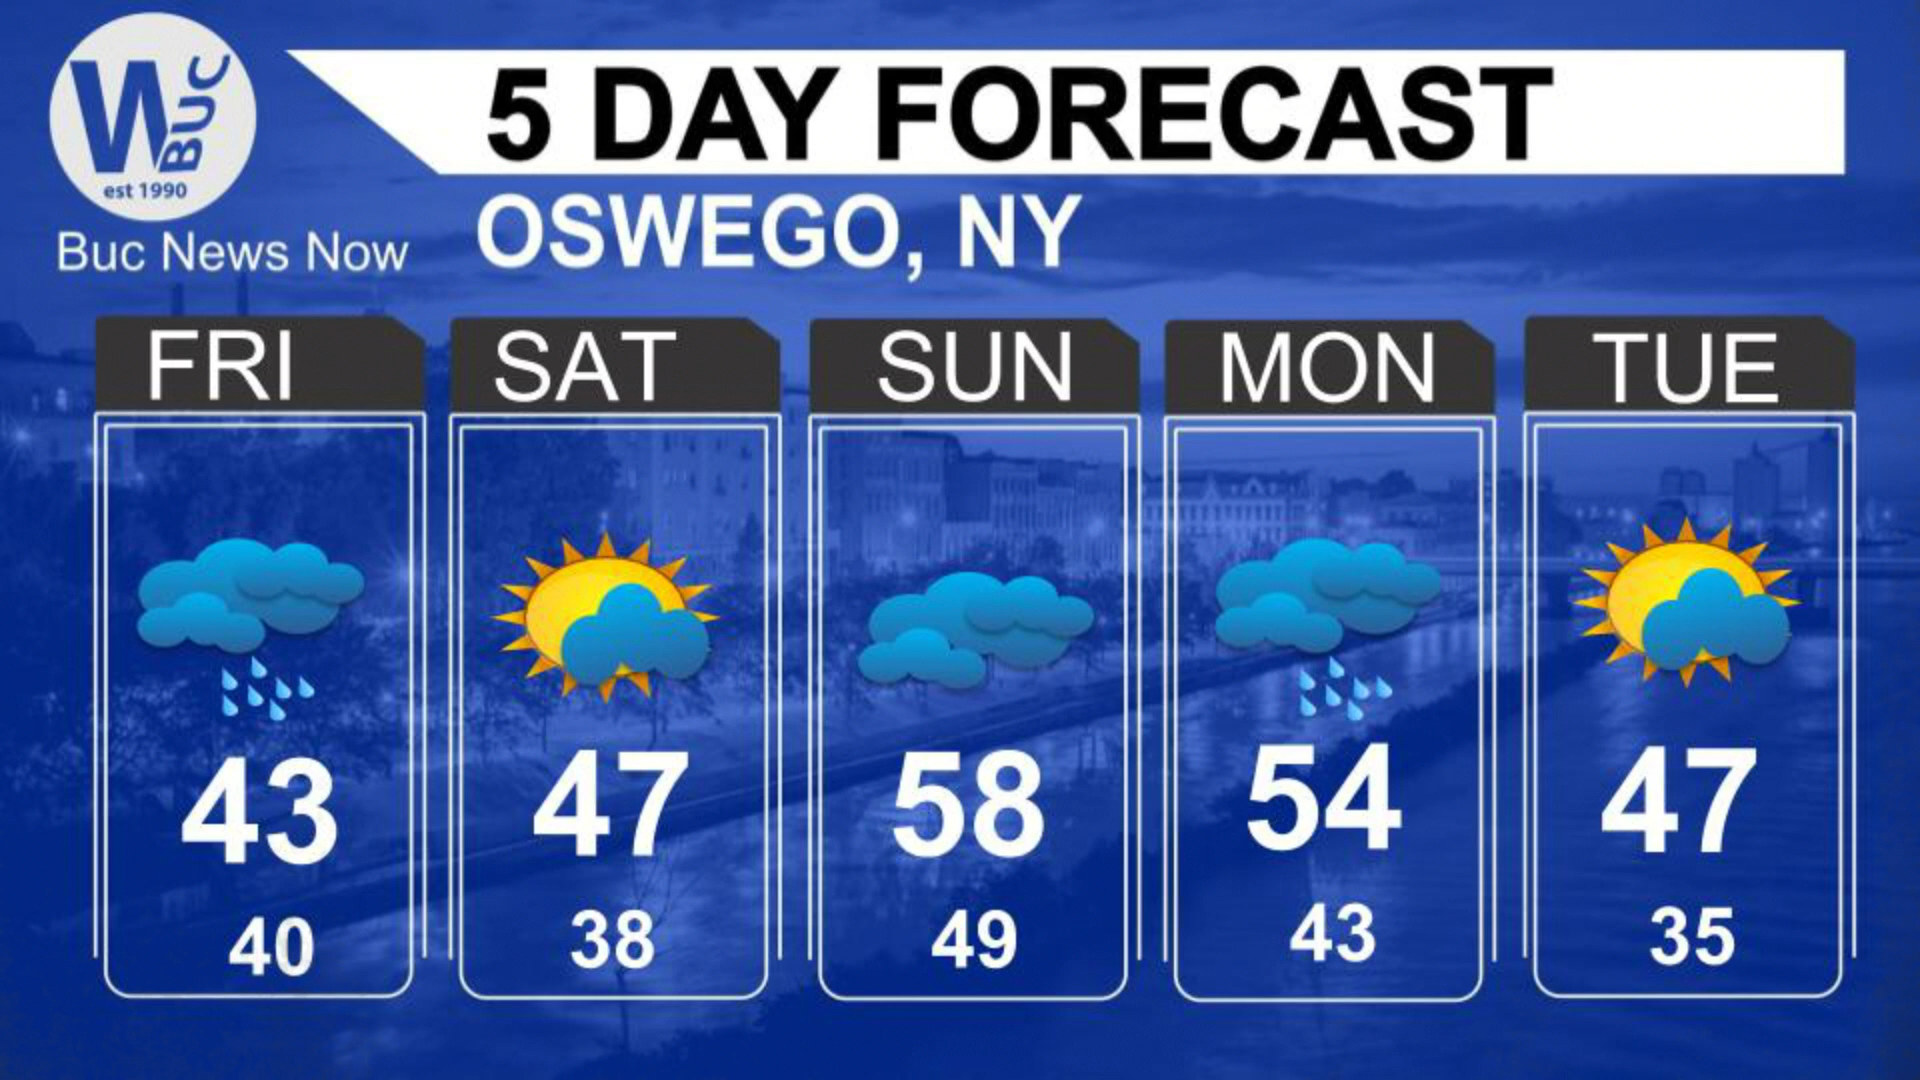 W BUC
est 1990
Buc News Now
5 DAY FORECAST
OSWEGO, NY
FRI
43
40
SAT
47
38
SUN
58
49
MON
54
43
TUE
47
35